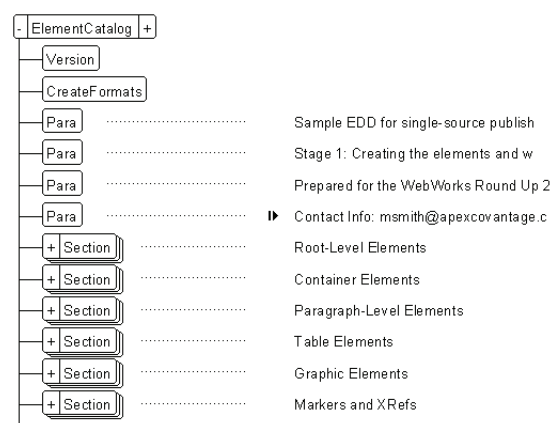 - ElementCatalog +
Version
CreateFormats
Para Sample EDD for single-source publish
Para Stage 1: Creating the elements and w
Para Prepared for the WebWorks Round Up 2
Para Contact Info: msmith@apexcovantage.c
+ Section Root-Level Elements
+ Section Container Elements
+ Section Paragraph-Level Elements
+ Section Table Elements
+ Section Graphic Elements
+ Section Markers and XRefs